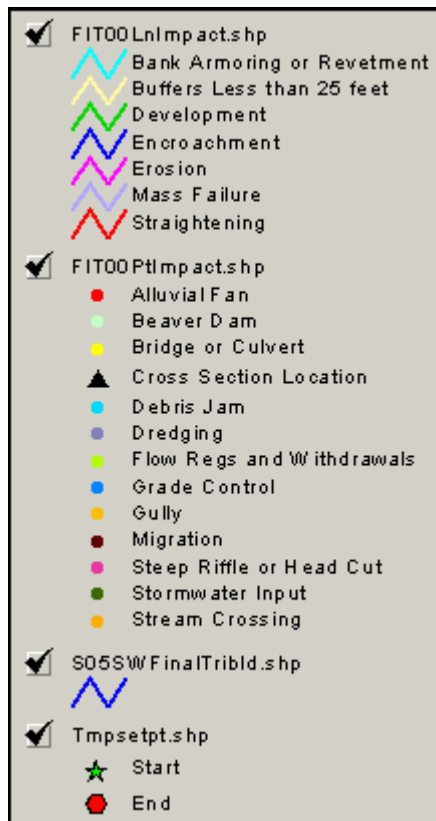 FIT00LnImpact.shp
Bank Armoring or Revetment
Buffers Less than 25 feet
Development
Encroachment
Erosion
Mass Failure
Straightening
FIT00PtImpact.shp
Alluvial Fan
Beaver Dam
Bridge or Culvert
Cross Section Location
Debris Jam
Dredging
Flow Regs and Withdrawals
Grade Control
Gully
Migration
Steep Riffle or Head Cut
Stormwater Input
Stream Crossing
S05SWFinalTribId.shp
Tmpsetpt.shp
Start
End